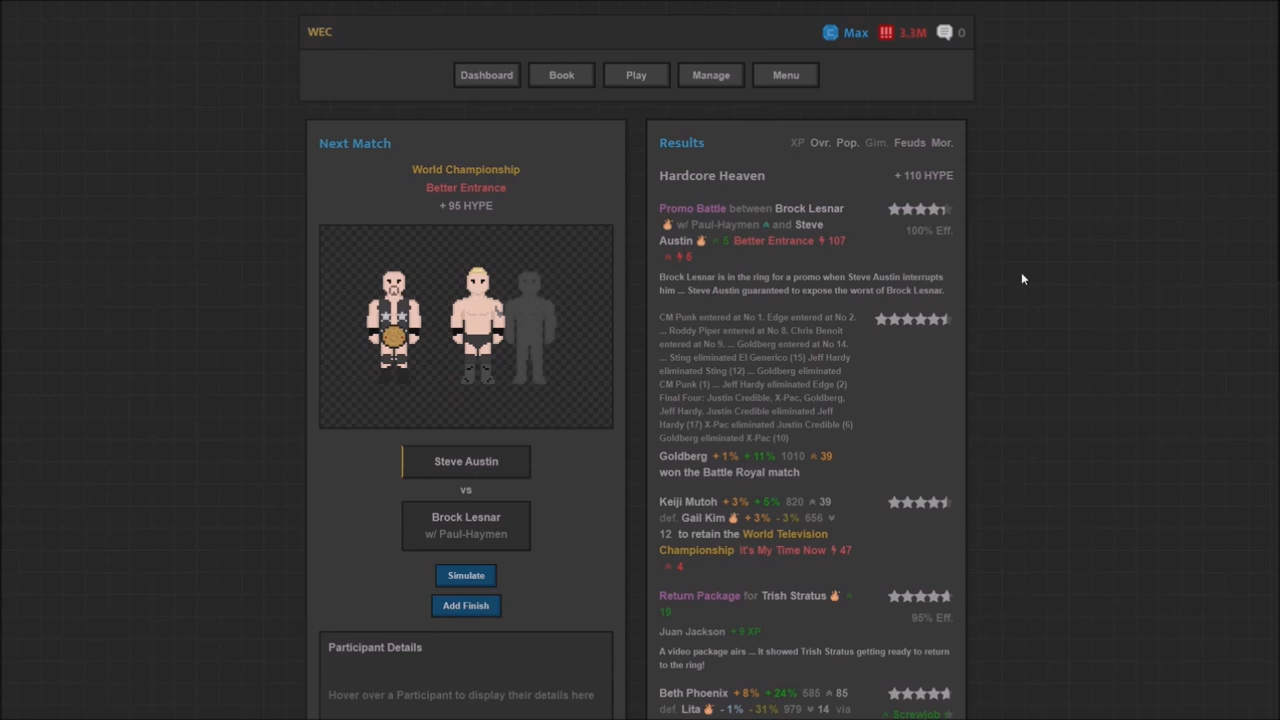 WEC
Max
3.3M
0
Dashboard
Book
Play
Manage
Menu
Next Match
World Championship
Better Entrance
+ 95 HYPE
Steve Austin
vs
Brock Lesnar
w/ Paul-Haymen
Simulate
Add Finish
Participant Details
Hover over a Participant to display their details here
Results
XP Ovr. Pop. Gim. Feuds Mor.
Hardcore Heaven + 110 HYPE
Promo Battle between Brock Lesnar
w/ Paul-Haymen and Steve
100% Eff.
Austin 5 Better Entrance 107
5
Brock Lesnar is in the ring for a promo when Steve Austin interrupts
him ... Steve Austin guaranteed to expose the worst of Brock Lesnar.
CM Punk entered at No 1. Edge entered at No 2.
... Roddy Piper entered at No 8. Chris Benoit
entered at No 9. ... Goldberg entered at No 14.
... Sting eliminated El Generico (15) Jeff Hardy
eliminated Sting (12) ... Goldberg eliminated
CM Punk (1) ... Jeff Hardy eliminated Edge (2)
Final Four: Justin Credible, X-Pac, Goldberg,
Jeff Hardy. Justin Credible eliminated Jeff
Hardy (17) X-Pac eliminated Justin Credible (6)
Goldberg eliminated X-Pac (10)
Goldberg + 1% + 11% 1010 39
won the Battle Royal match
Keiji Mutoh + 3% + 5% 820 39
def. Gail Kim + 3% - 3% 656
12 to retain the World Television
Championship It's My Time Now 47
4
Return Package for Trish Stratus
19
95% Eff.
Juan Jackson + 9 XP
A video package airs ... It showed Trish Stratus getting ready to return
to the ring!
Beth Phoenix + 8% + 24% 585 85
def. Lita - 1% - 31% 979 14 via
Screwjob